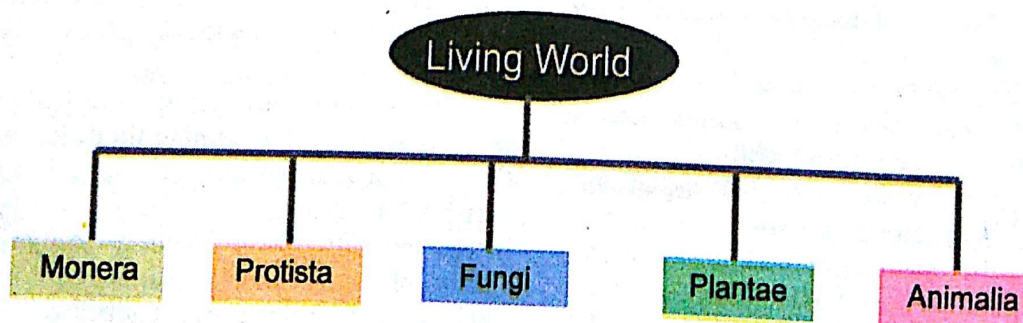 Living World
Monera
Protista
Fungi
Plantae
Animalia